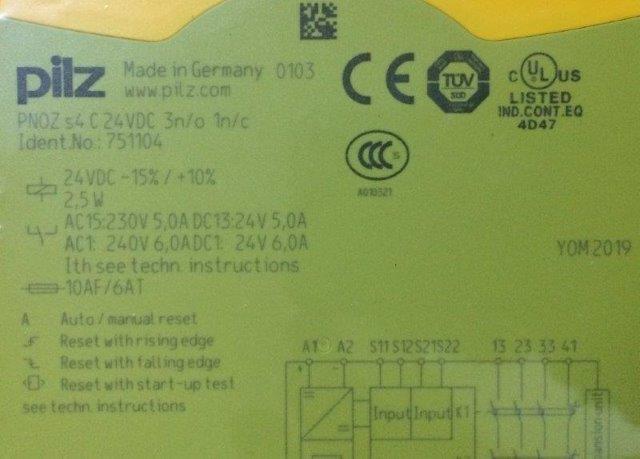 pilz Made in Germany 0103
www.pilz.com
PNOZ s4 C 24VDC 3n/o 1n/c
Ident.No.: 751104
CE
TÜV
SÜD
C UL US
LISTED
IND.CONT.EQ
4D47
CCC S
A010321
24VDC -15% / +10%
2,5 W
AC15:230V 5,0A DC13:24V 5,0A
AC1: 240V 6,0A DC1: 24V 6,0A
Ith see techn. instructions
10AF/6AT
YOM 2019
A Auto / manual reset
Reset with rising edge
Reset with falling edge
Reset with start-up test
see techn. instructions
A1 A2 S11 S12 S21 S22 13 23 33 41
+ -
= =
Input Input K1